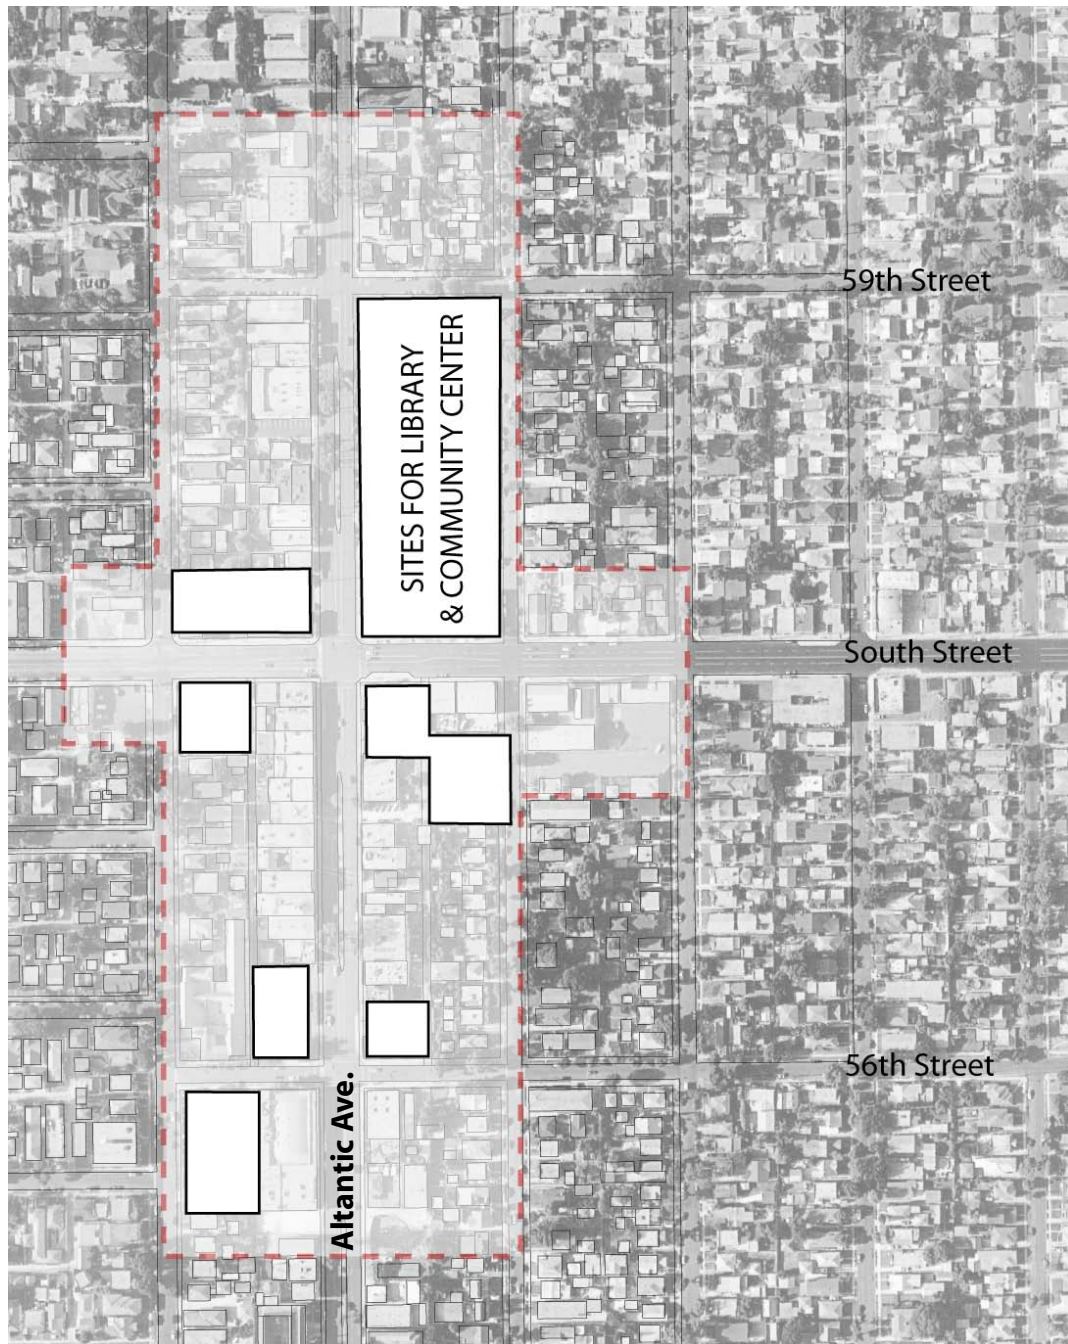 59th Street
SITES FOR LIBRARY
& COMMUNITY CENTER
South Street
56th Street
Altantic Ave.